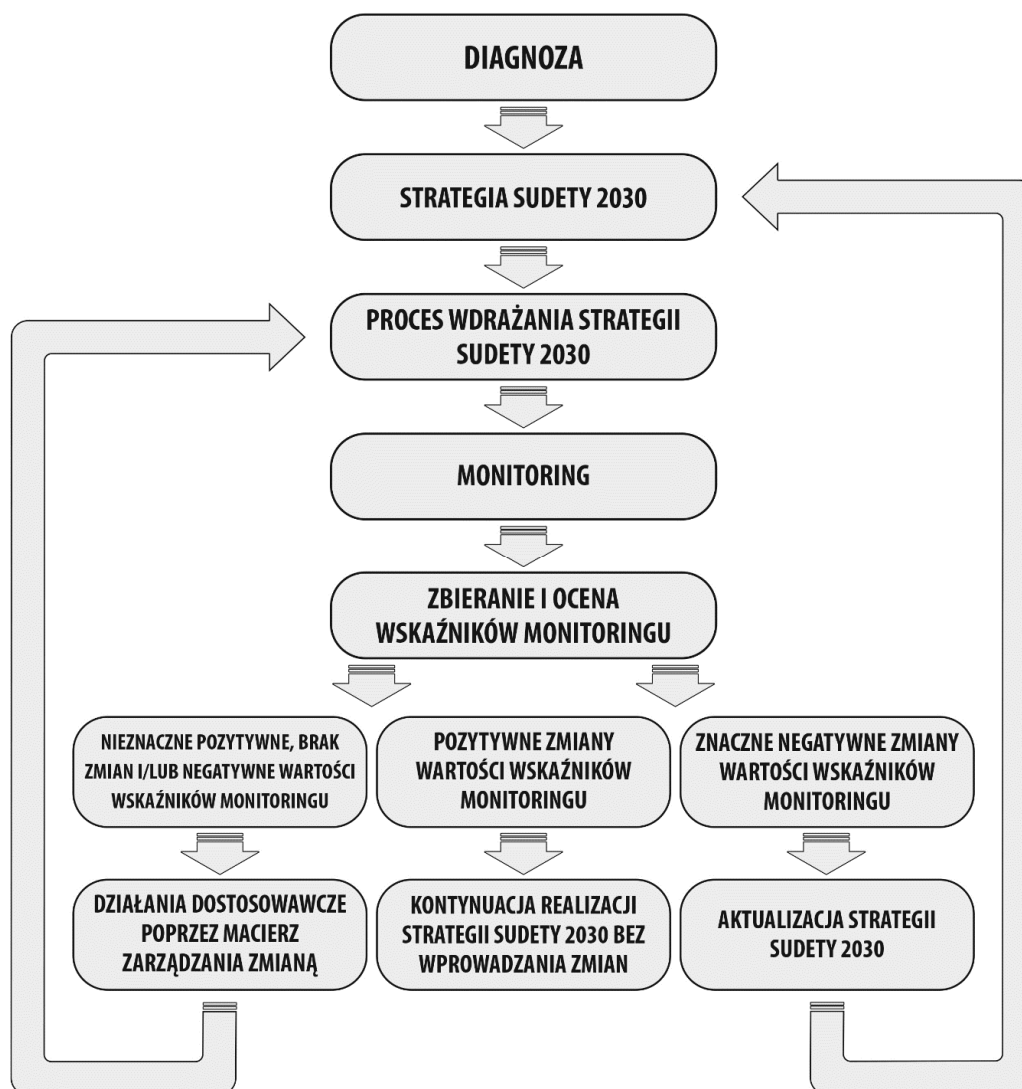 DIAGNOZA
STRATEGIA SUDETY 2030
PROCES WDRAŻANIA STRATEGII
SUDETY 2030
MONITORING
ZBIERANIE I OCENA
WSKAŹNIKÓW MONITORINGU
NIEZNACZNE POZYTYWNE, BRAK
ZMIAN I/LUB NEGATYWNE WARTOŚCI
WSKAŹNIKÓW MONITORINGU
POZYTYWNE ZMIANY
WARTOŚCI WSKAŹNIKÓW
MONITORINGU
ZNACZNE NEGATYWNE ZMIANY
WARTOŚCI WSKAŹNIKÓW
MONITORINGU
DZIAŁANIA DOSTOSOWAWCZE
POPRZEZ MACIERZ
ZARZĄDZANIA ZMIANĄ
KONTYNUACJA REALIZACJI
STRATEGII SUDETY 2030 BEZ
WPROWADZANIA ZMIAN
AKTUALIZACJA STRATEGII
SUDETY 2030